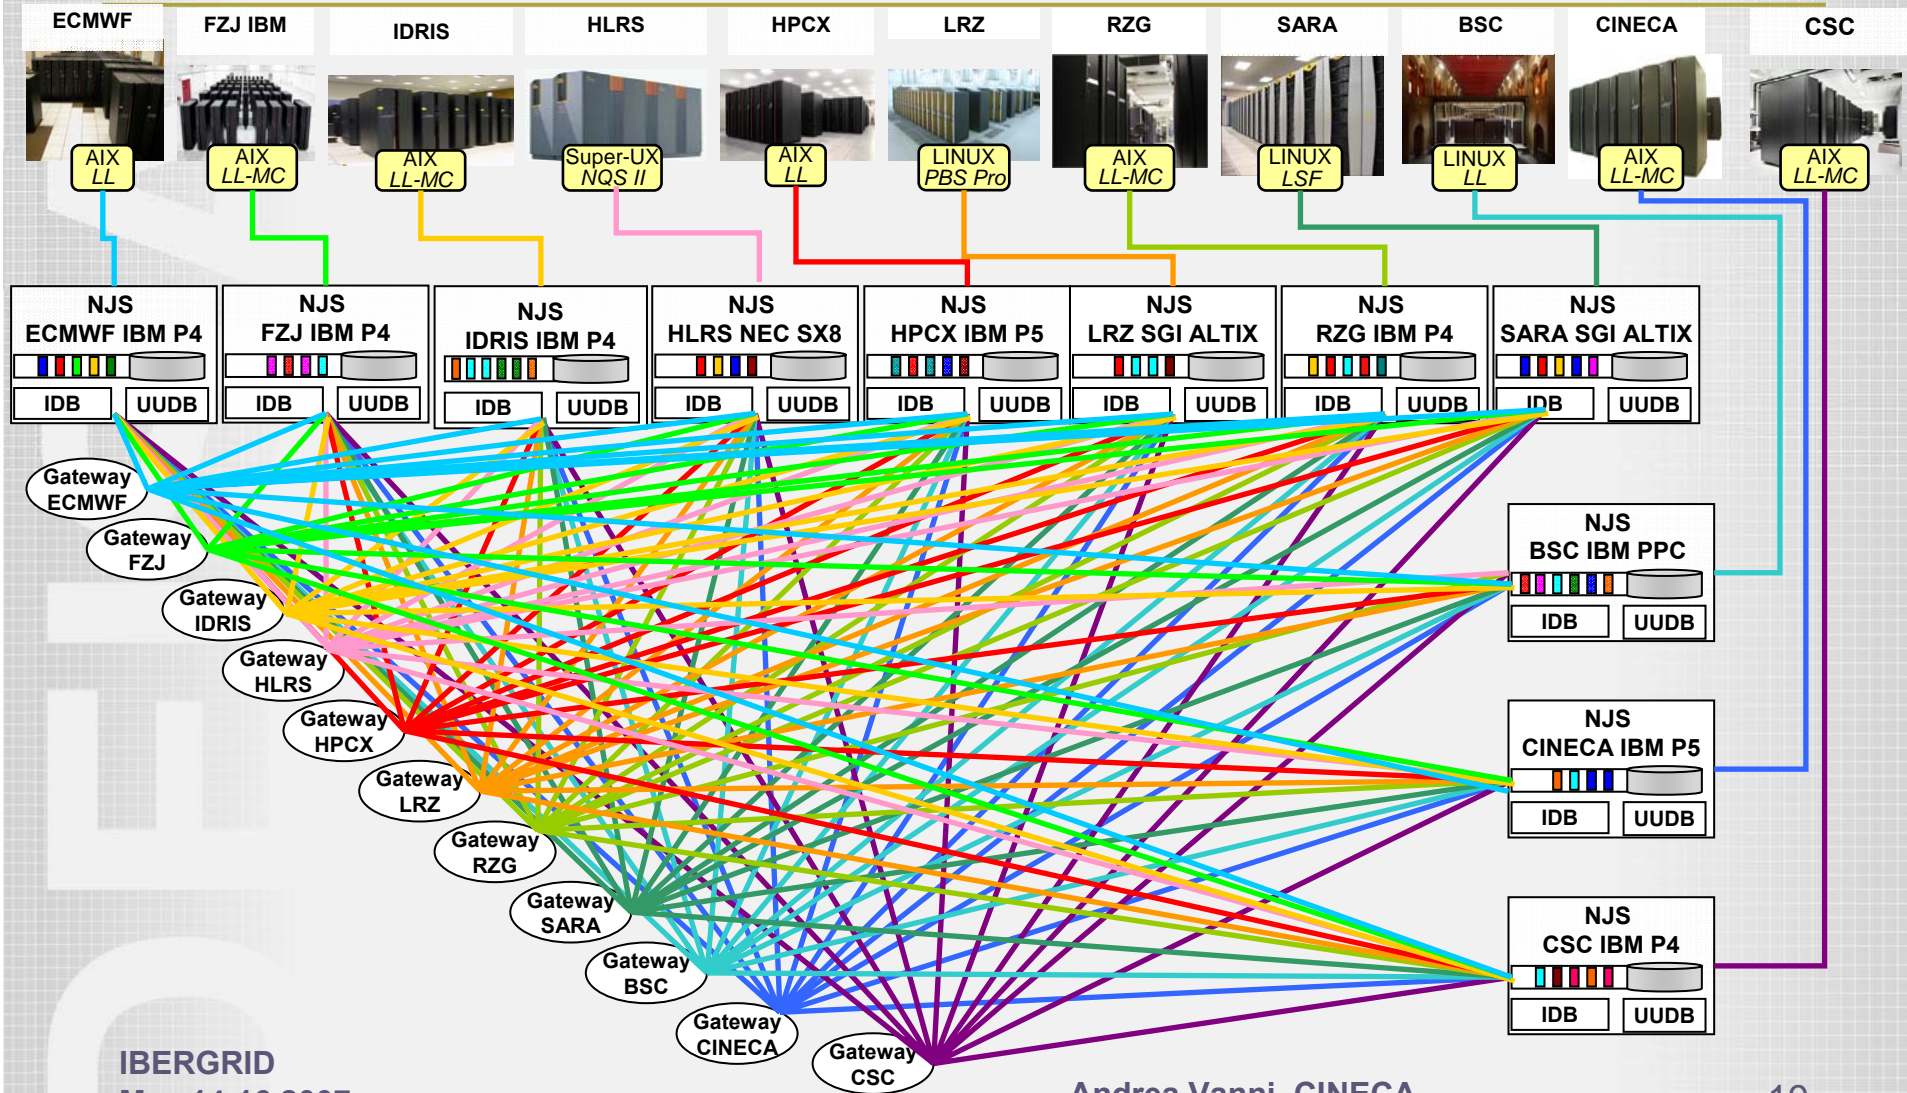 ECMWF
FZJ IBM
IDRIS
HLRS
HPCX
LRZ
RZG
SARA
BSC
CINECA
CSC
AIX
LL
AIX
LL-MC
AIX
LL-MC
Super-UX
NQS II
AIX
LL
LINUX
PBS Pro
AIX
LL-MC
LINUX
LSF
LINUX
LL
AIX
LL-MC
AIX
LL-MC
NJS
ECMWF IBM P4
IDB
UUDB
NJS
FZJ IBM P4
IDB
UUDB
NJS
IDRIS IBM P4
IDB
UUDB
NJS
HLRS NEC SX8
IDB
UUDB
NJS
HPCX IBM P5
IDB
UUDB
NJS
LRZ SGI ALTIX
IDB
UUDB
NJS
RZG IBM P4
IDB
UUDB
NJS
SARA SGI ALTIX
IDB
UUDB
Gateway
ECMWF
Gateway
FZJ
Gateway
IDRIS
Gateway
HLRS
Gateway
HPCX
Gateway
LRZ
Gateway
RZG
Gateway
SARA
Gateway
BSC
Gateway
CINECA
Gateway
CSC
NJS
BSC IBM PPC
IDB
UUDB
NJS
CINECA IBM P5
IDB
UUDB
NJS
CSC IBM P4
IDB
UUDB
IBERGRID
Andrea Vanni, CINECA